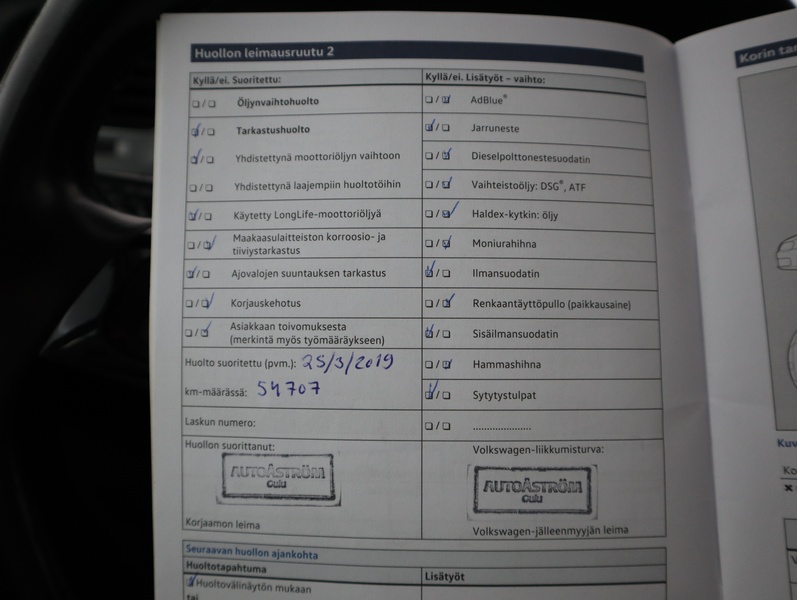 Huollon leimausruutu 2
Korin tar
Kyllä/ei. Suoritettu:
Kyllä/ei. Lisätyöt – vaihto:
Öljynvaihtohuolto
AdBlue®
Tarkastushuolto
Jarruneste
Yhdistettynä moottoriöljyn vaihtoon
Dieselpolttonestesuodatin
Yhdistettynä laajempiin huoltotöihin
Vaihteistoöljy: DSG®, ATF
Käytetty LongLife-moottoriöljyä
Haldex-kytkin: öljy
Maakaasulaitteiston korroosio- ja
tiiviystarkastus
Moniurahihna
Ajovalojen suuntauksen tarkastus
Ilmansuodatin
Korjauskehotus
Renkaantäyttöpullo (paikkausaine)
Asiakkaan toivomuksesta
(merkintä myös työmääräykseen)
Sisäilmansuodatin
Huolto suoritettu (pvm.): 25/3/2019
Hammashihna
km-määrässä: 54707
Sytytystulpat
Laskun numero:
.....................
Huollon suorittanut:
Volkswagen-liikkumisturva:
AUTOÅSTRÖM
Oulu
AUTOÅSTRÖM
Oulu
Korjaamon leima
Volkswagen-jälleenmyyjän leima
Kuv
Ko
Seuraavan huollon ajankohta
Huoltotapahtuma
Lisätyöt
Huoltovälinäytön mukaan
tai